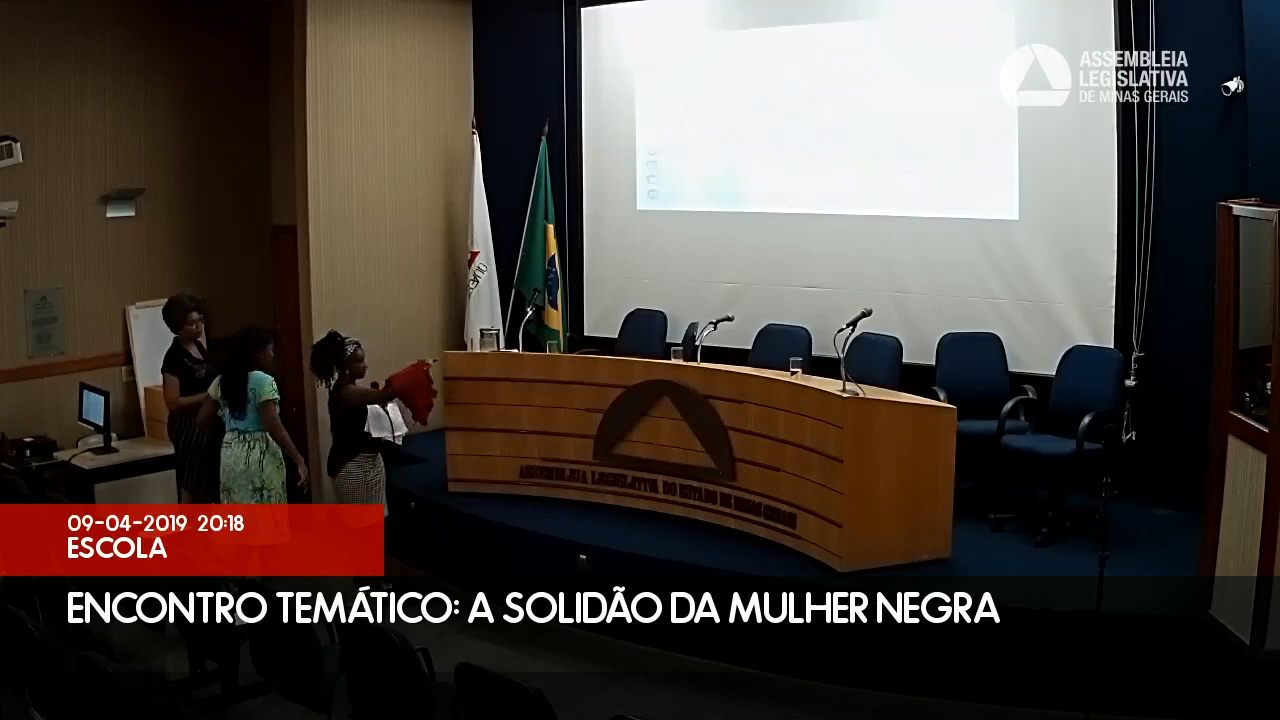 ASSEMBLEIA
LEGISLATIVA
DE MINAS GERAIS
ASSEMBLEIA LEGISLATIVA DO ESTADO DE MINAS GERAIS
09-04-2019 20:18
ESCOLA
ENCONTRO TEMÁTICO: A SOLIDÃO DA MULHER NEGRA